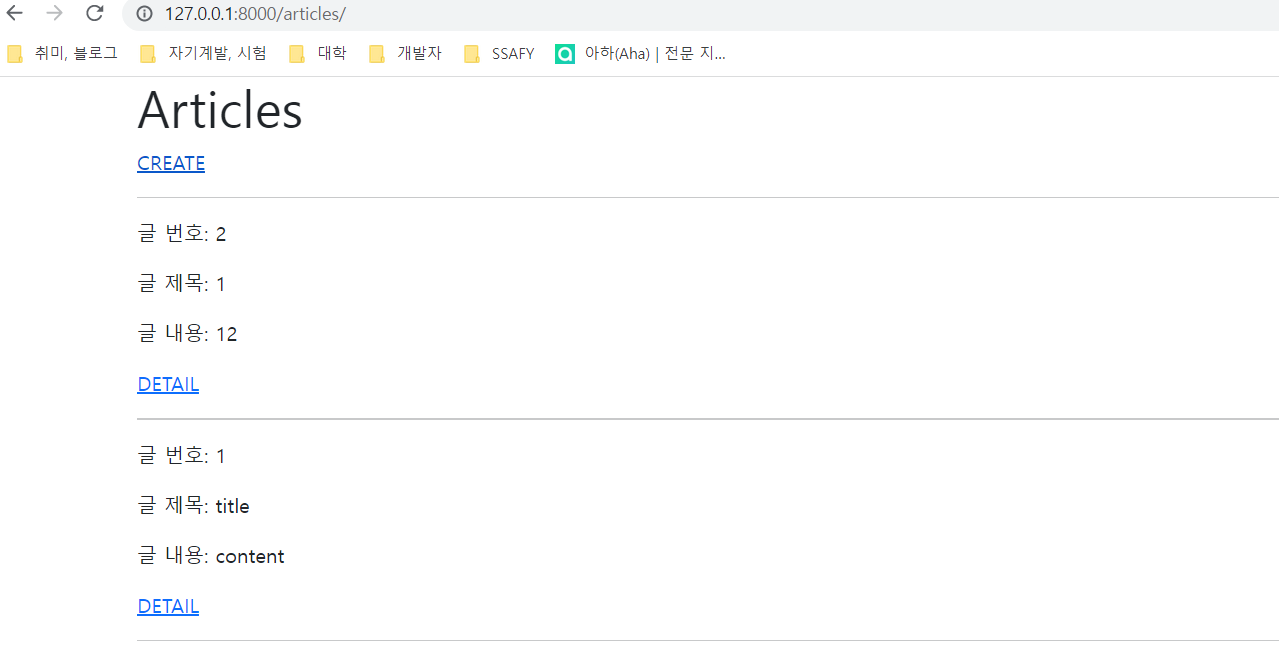 127.0.0.1:8000/articles/
취미, 블로그 자기계발, 시험 대학 개발자 SSAFY 아하(Aha) | 전문 지...
Articles
CREATE
글 번호: 2
글 제목: 1
글 내용: 12
DETAIL
글 번호: 1
글 제목: title
글 내용: content
DETAIL